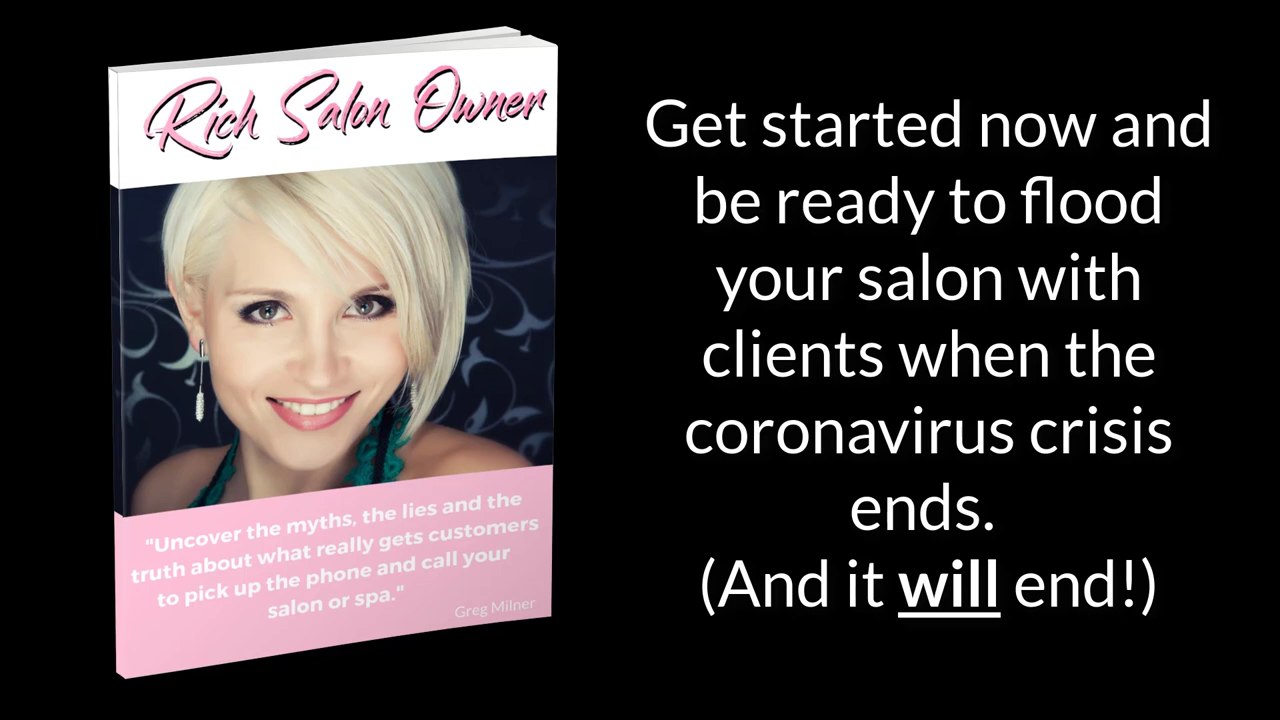 Rich Salon Owner
"Uncover the myths, the lies and the
truth about what really gets customers
to pick up the phone and call your
salon or spa."
Greg Milner
Get started now and
be ready to flood
your salon with
clients when the
coronavirus crisis
ends.
(And it will end!)